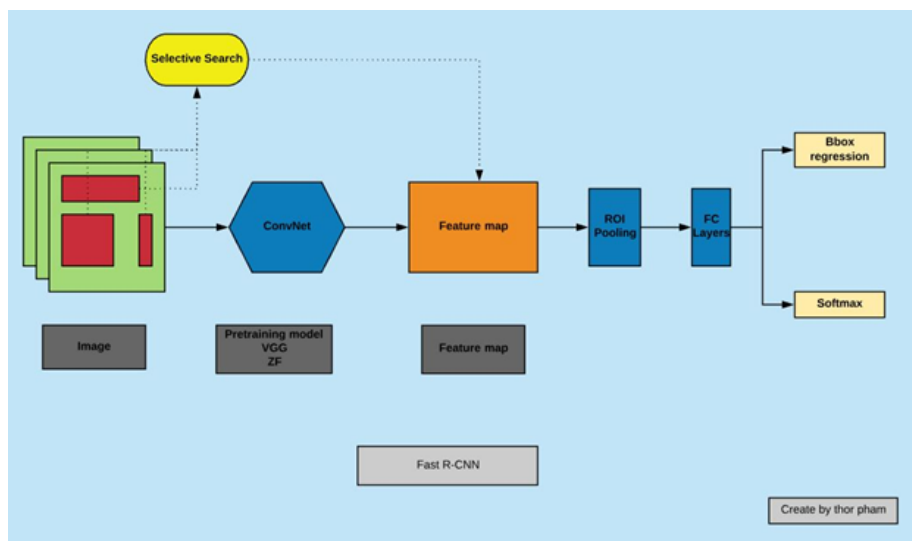 Selective Search
ConvNet
Feature map
ROI
Pooling
FC
Layers
Bbox
regression
Softmax
Image
Pretraining model
VGG
ZF
Feature map
Fast R-CNN
Create by thor pham